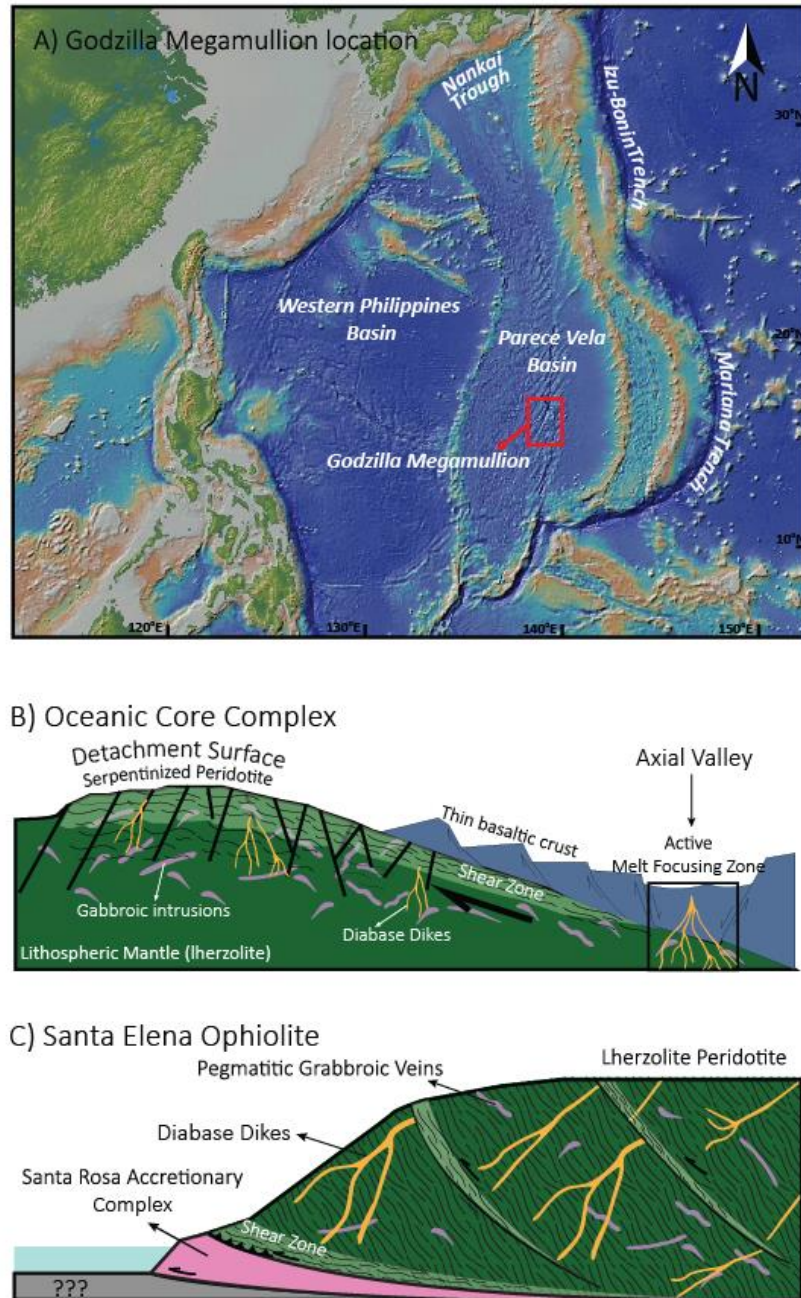 A) Godzilla Megamullion location
N
Nankai
Trough
Izu-BoninTrench
30°N
Western Philippines
Basin
Parece Vela
Basin
20°N
Mariana Trench
Godzilla Megamullion
10°N
120°E
130°E
140°E
150°E
B) Oceanic Core Complex
Detachment Surface
Serpentinized Peridotite
Axial Valley
Thin basaltic crust
Active
Melt Focusing Zone
Shear Zone
Gabbroic intrusions
Diabase Dikes
Lithospheric Mantle (lherzolite)
C) Santa Elena Ophiolite
Pegmatitic Grabbroic Veins
Lherzolite Peridotite
Diabase Dikes
Santa Rosa Accretionary
Complex
Shear Zone
???